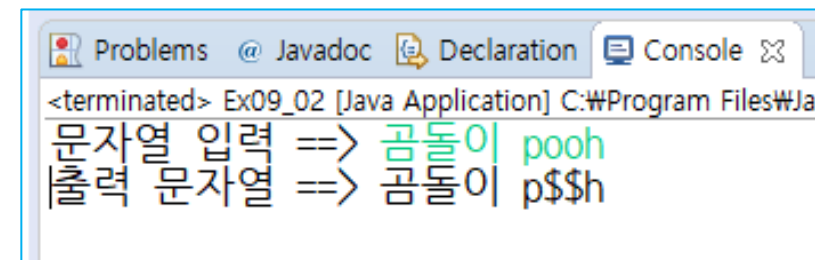 Problems @ Javadoc Declaration Console
<terminated> Ex09_02 [Java Application] C:₩Program Files₩Ja
문자열 입력 ==> 곰돌이 pooh
출력 문자열 ==> 곰돌이 p$$h